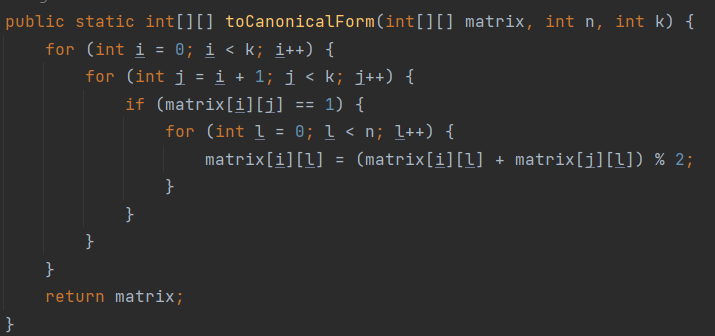 public static int[][] toCanonicalForm(int[][] matrix, int n, int k) {
    for (int i = 0; i < k; i++) {
        for (int j = i + 1; j < k; j++) {
            if (matrix[i][j] == 1) {
                for (int l = 0; l < n; l++) {
                    matrix[i][l] = (matrix[i][l] + matrix[j][l]) % 2;
                }
            }
        }
    }
    return matrix;
}